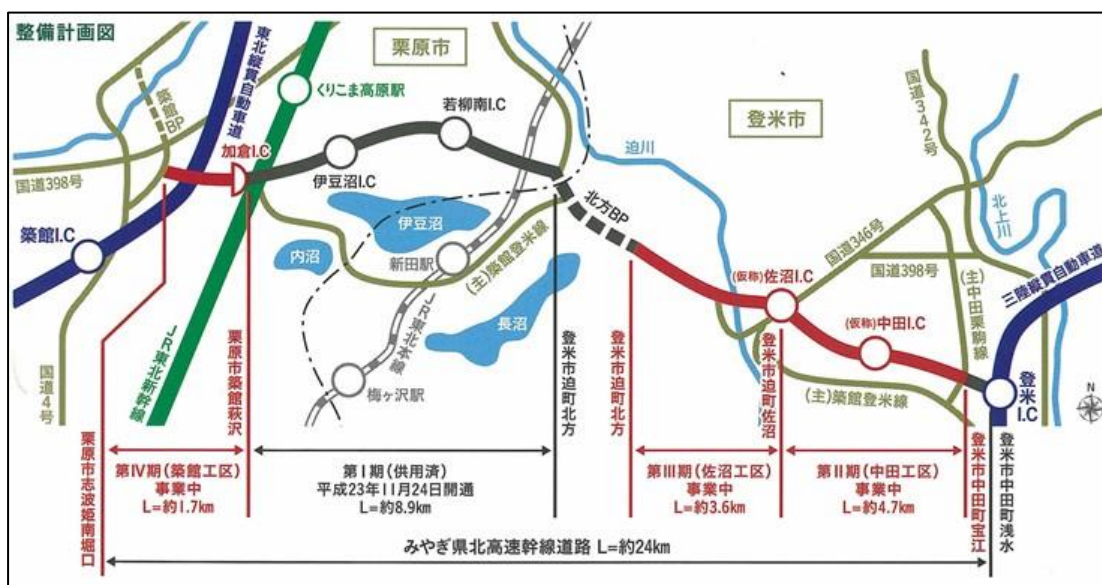 整備計画図
東北縦貫自動車道
栗原市
くりこま高原駅
築館BP
若柳南I.C
登米市
国道342号
加倉I.C
迫川
国道398号
伊豆沼I.C
北上川
北方BP
伊豆沼
国道346号
築館I.C
内沼
新田駅
(主)築館登米線
(仮称)佐沼I.C
国道398号
(主)中田栗駒線
三陸縦貫自動車道
長沼
(仮称)中田I.C
JR東北本線
JR東北新幹線
国道4号
梅ヶ沢駅
(主)築館登米線
登米I.C
栗原市志波姫南堀口
栗原市築館萩沢
登米市迫町北方
登米市迫町北方
登米市迫町佐沼
登米市中田町宝江
登米市中田町浅水
第Ⅳ期(築館工区)
事業中
L=約1.7km
第Ⅰ期(供用済)
平成23年11月24日開通
L=約8.9km
第Ⅲ期(佐沼工区)
事業中
L=約3.6km
第Ⅱ期(中田工区)
事業中
L=約4.7km
みやぎ県北高速幹線道路 L=約24km